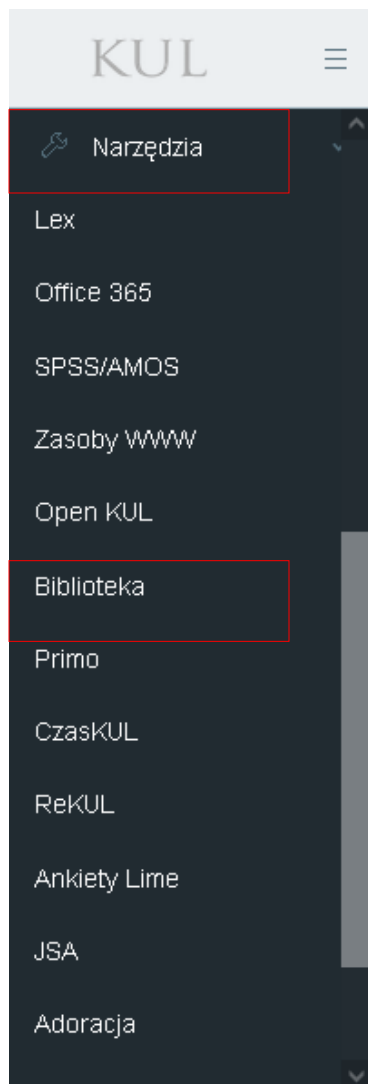 KUL
Narzędzia
Lex
Office 365
SPSS/AMOS
Zasoby WWW
Open KUL
Biblioteka
Primo
CzasKUL
ReKUL
Ankiety Lime
JSA
Adoracja